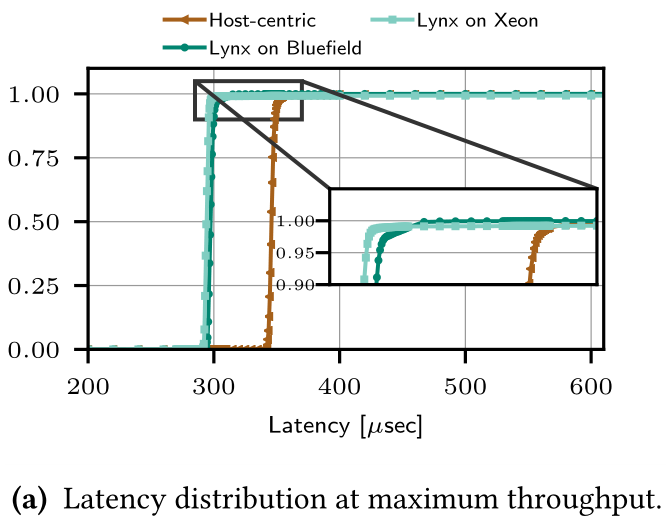 Host-centric Lynx on Xeon
Lynx on Bluefield
1.00
0.75
0.50
0.25
0.00
1.00
0.95
0.90
200 300 400 500 600
Latency [μsec]
(a) Latency distribution at maximum throughput.